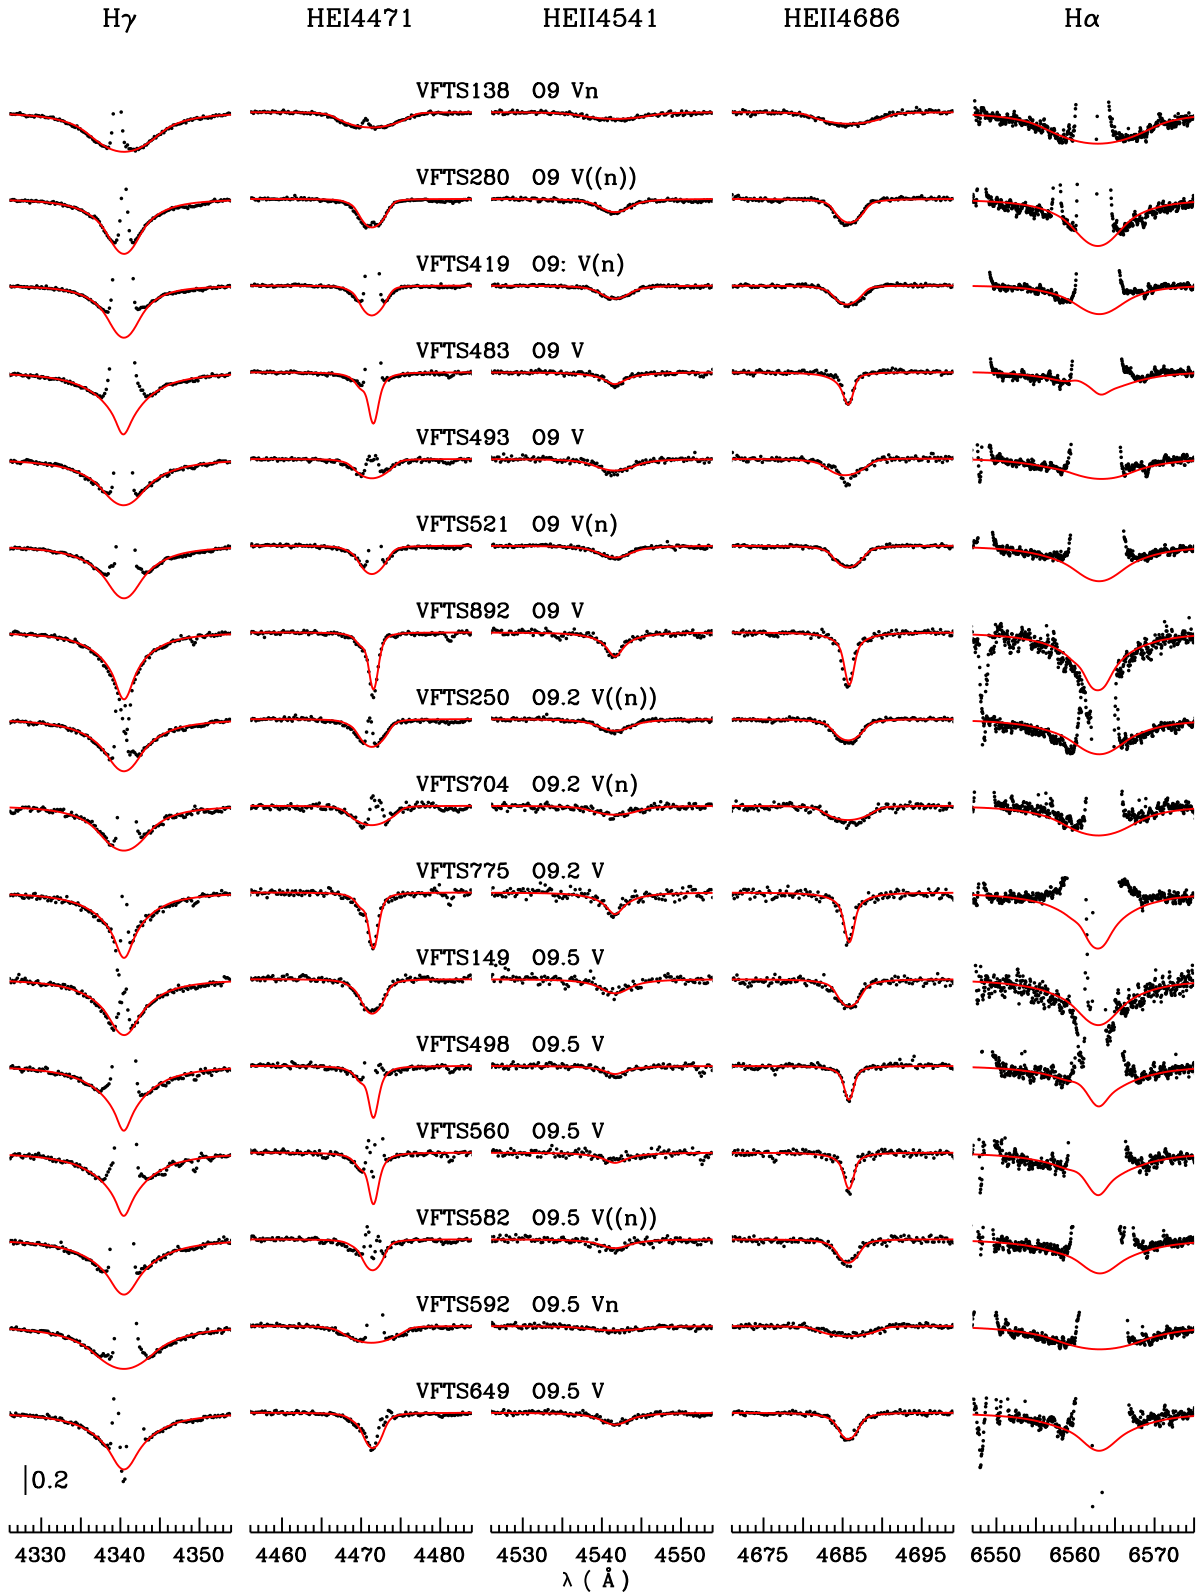 Hγ HEI4471 HEII4541 HEII4686 Hα
VFTS138 O9 Vn
VFTS280 O9 V((n))
VFTS419 O9: V(n)
VFTS483 O9 V
VFTS493 O9 V
VFTS521 O9 V(n)
VFTS892 O9 V
VFTS250 O9.2 V((n))
VFTS704 O9.2 V(n)
VFTS775 O9.2 V
VFTS149 O9.5 V
VFTS498 O9.5 V
VFTS560 O9.5 V
VFTS582 O9.5 V((n))
VFTS592 O9.5 Vn
VFTS649 O9.5 V
0.2
4330 4340 4350 4460 4470 4480 4530 4540 4550 4675 4685 4695 6550 6560 6570
λ ( Å )